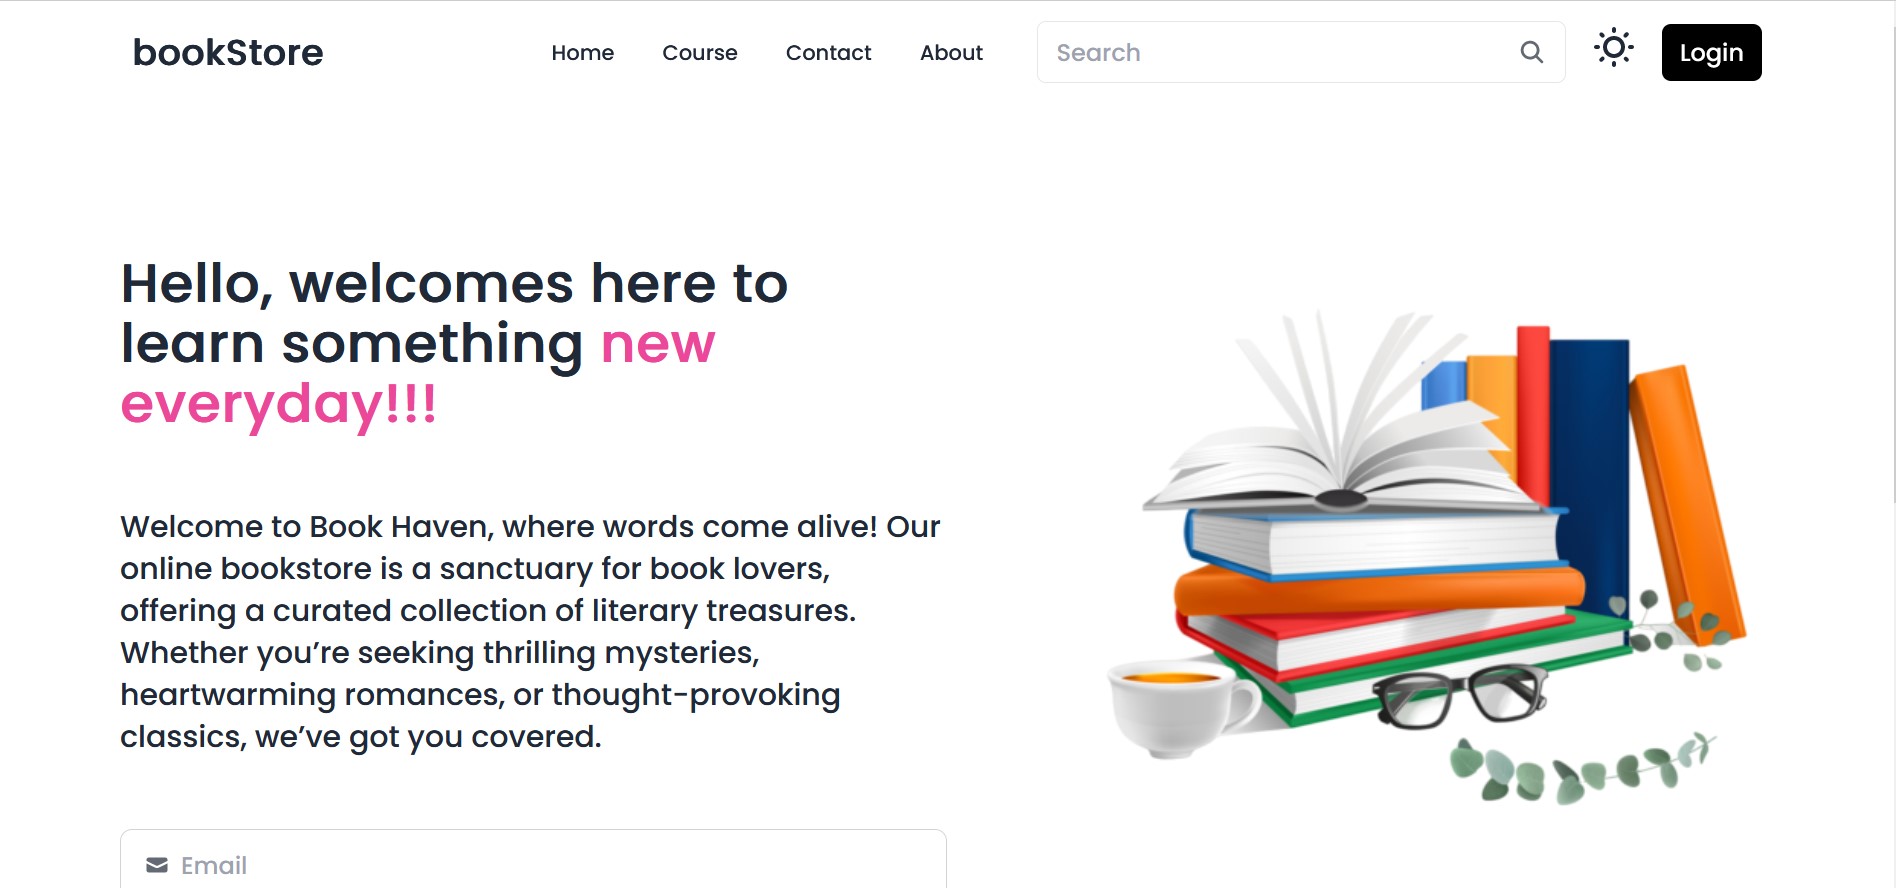 bookStore
Home
Course
Contact
About
Search
Login
Hello, welcomes here to
learn something new
everyday!!!
Welcome to Book Haven, where words come alive! Our
online bookstore is a sanctuary for book lovers,
offering a curated collection of literary treasures.
Whether you’re seeking thrilling mysteries,
heartwarming romances, or thought-provoking
classics, we’ve got you covered.
Email